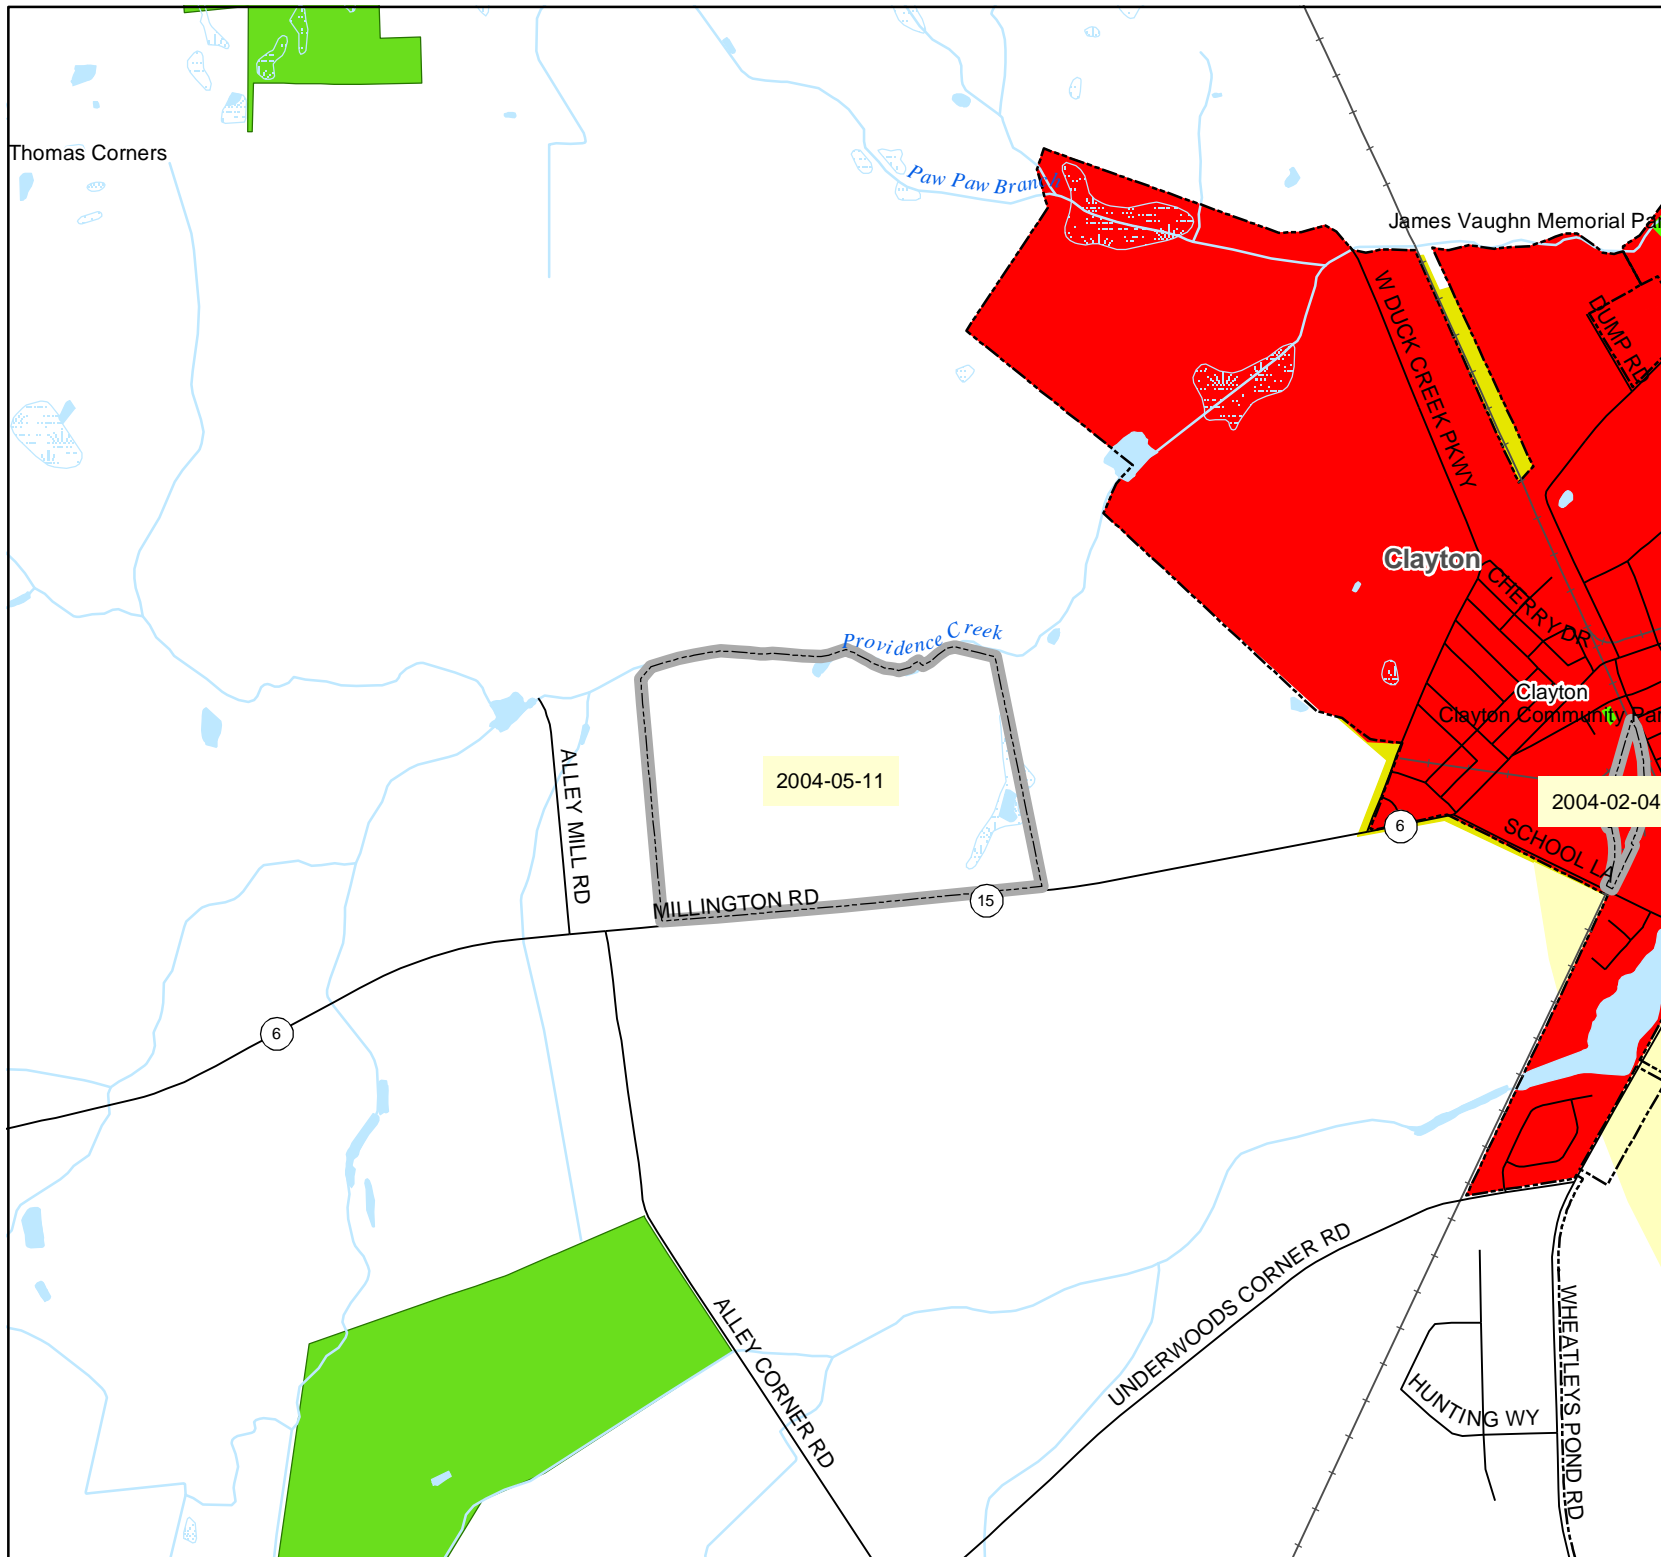 Thomas Corners
Paw Paw Branch
James Vaughn Memorial Par
W DUCK CREEK PKWY
DUMP RD
Clayton
CHERRY DR
Providence Creek
Clayton
Clayton Community Par
ALLEY MILL RD
2004-05-11
2004-02-04
6
SCHOOL LA
MILLINGTON RD
15
6
UNDERWOODS CORNER RD
ALLEY CORNER RD
WHEATLEYS POND RD
HUNTING WY